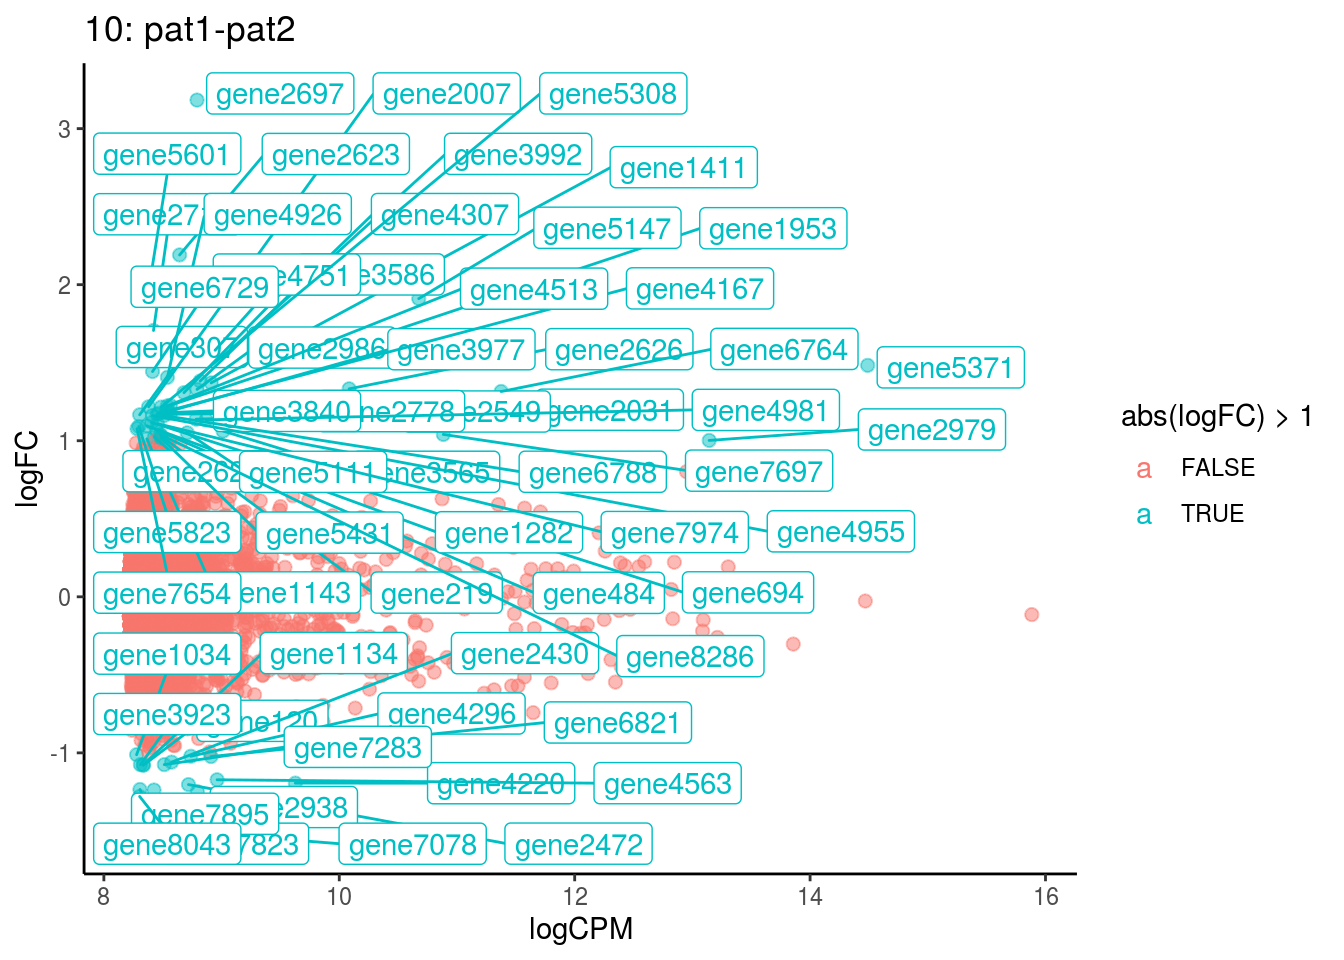 10: pat1-pat2
gene2697 gene2007 gene5308
gene5601 gene2623 gene3992 gene1411
gene4926 gene4307 gene5147 gene1953
gene6729 gene4513 gene4167
gene2986 gene3977 gene2626 gene6764 gene5371
gene3840 gene2031 gene4981 gene2979
gene5111 gene3565 gene6788 gene7697
gene5823 gene5431 gene1282 gene7974 gene4955
gene7654 gene1143 gene219 gene484 gene694
gene1034 gene1134 gene2430 gene8286
gene3923 gene4296 gene6821
gene7283
gene4220 gene4563
gene7895
gene8043 gene7078 gene2472
3
2
1
0
-1
logFC
8 10 12 14 16
logCPM
abs(logFC) > 1
a FALSE
a TRUE